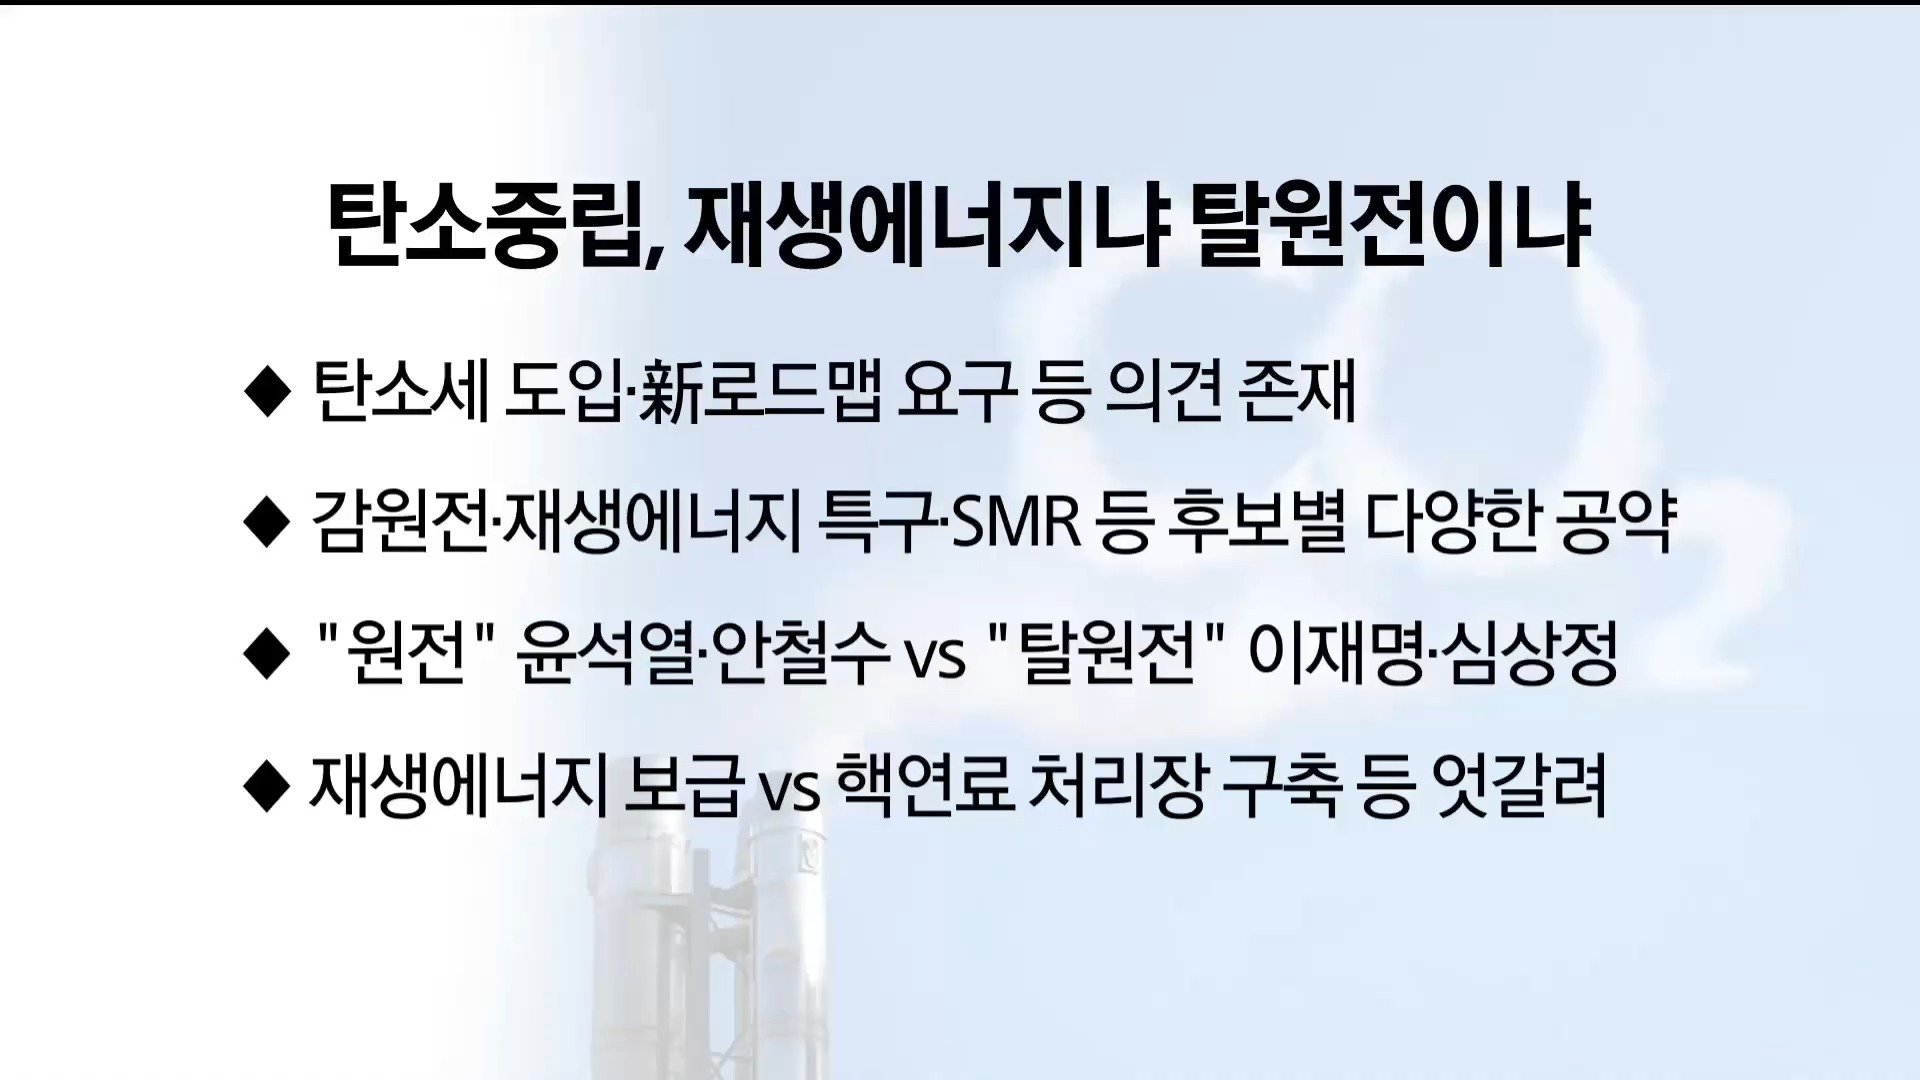 탄소중립, 재생에너지냐 탈원전이냐
◆ 탄소세 도입·新로드맵 요구 등 의견 존재
◆ 감원전·재생에너지 특구·SMR 등 후보별 다양한 공약
◆ "원전" 윤석열·안철수 vs "탈원전" 이재명·심상정
◆ 재생에너지 보급 vs 핵연료 처리장 구축 등 엇갈려
CO2